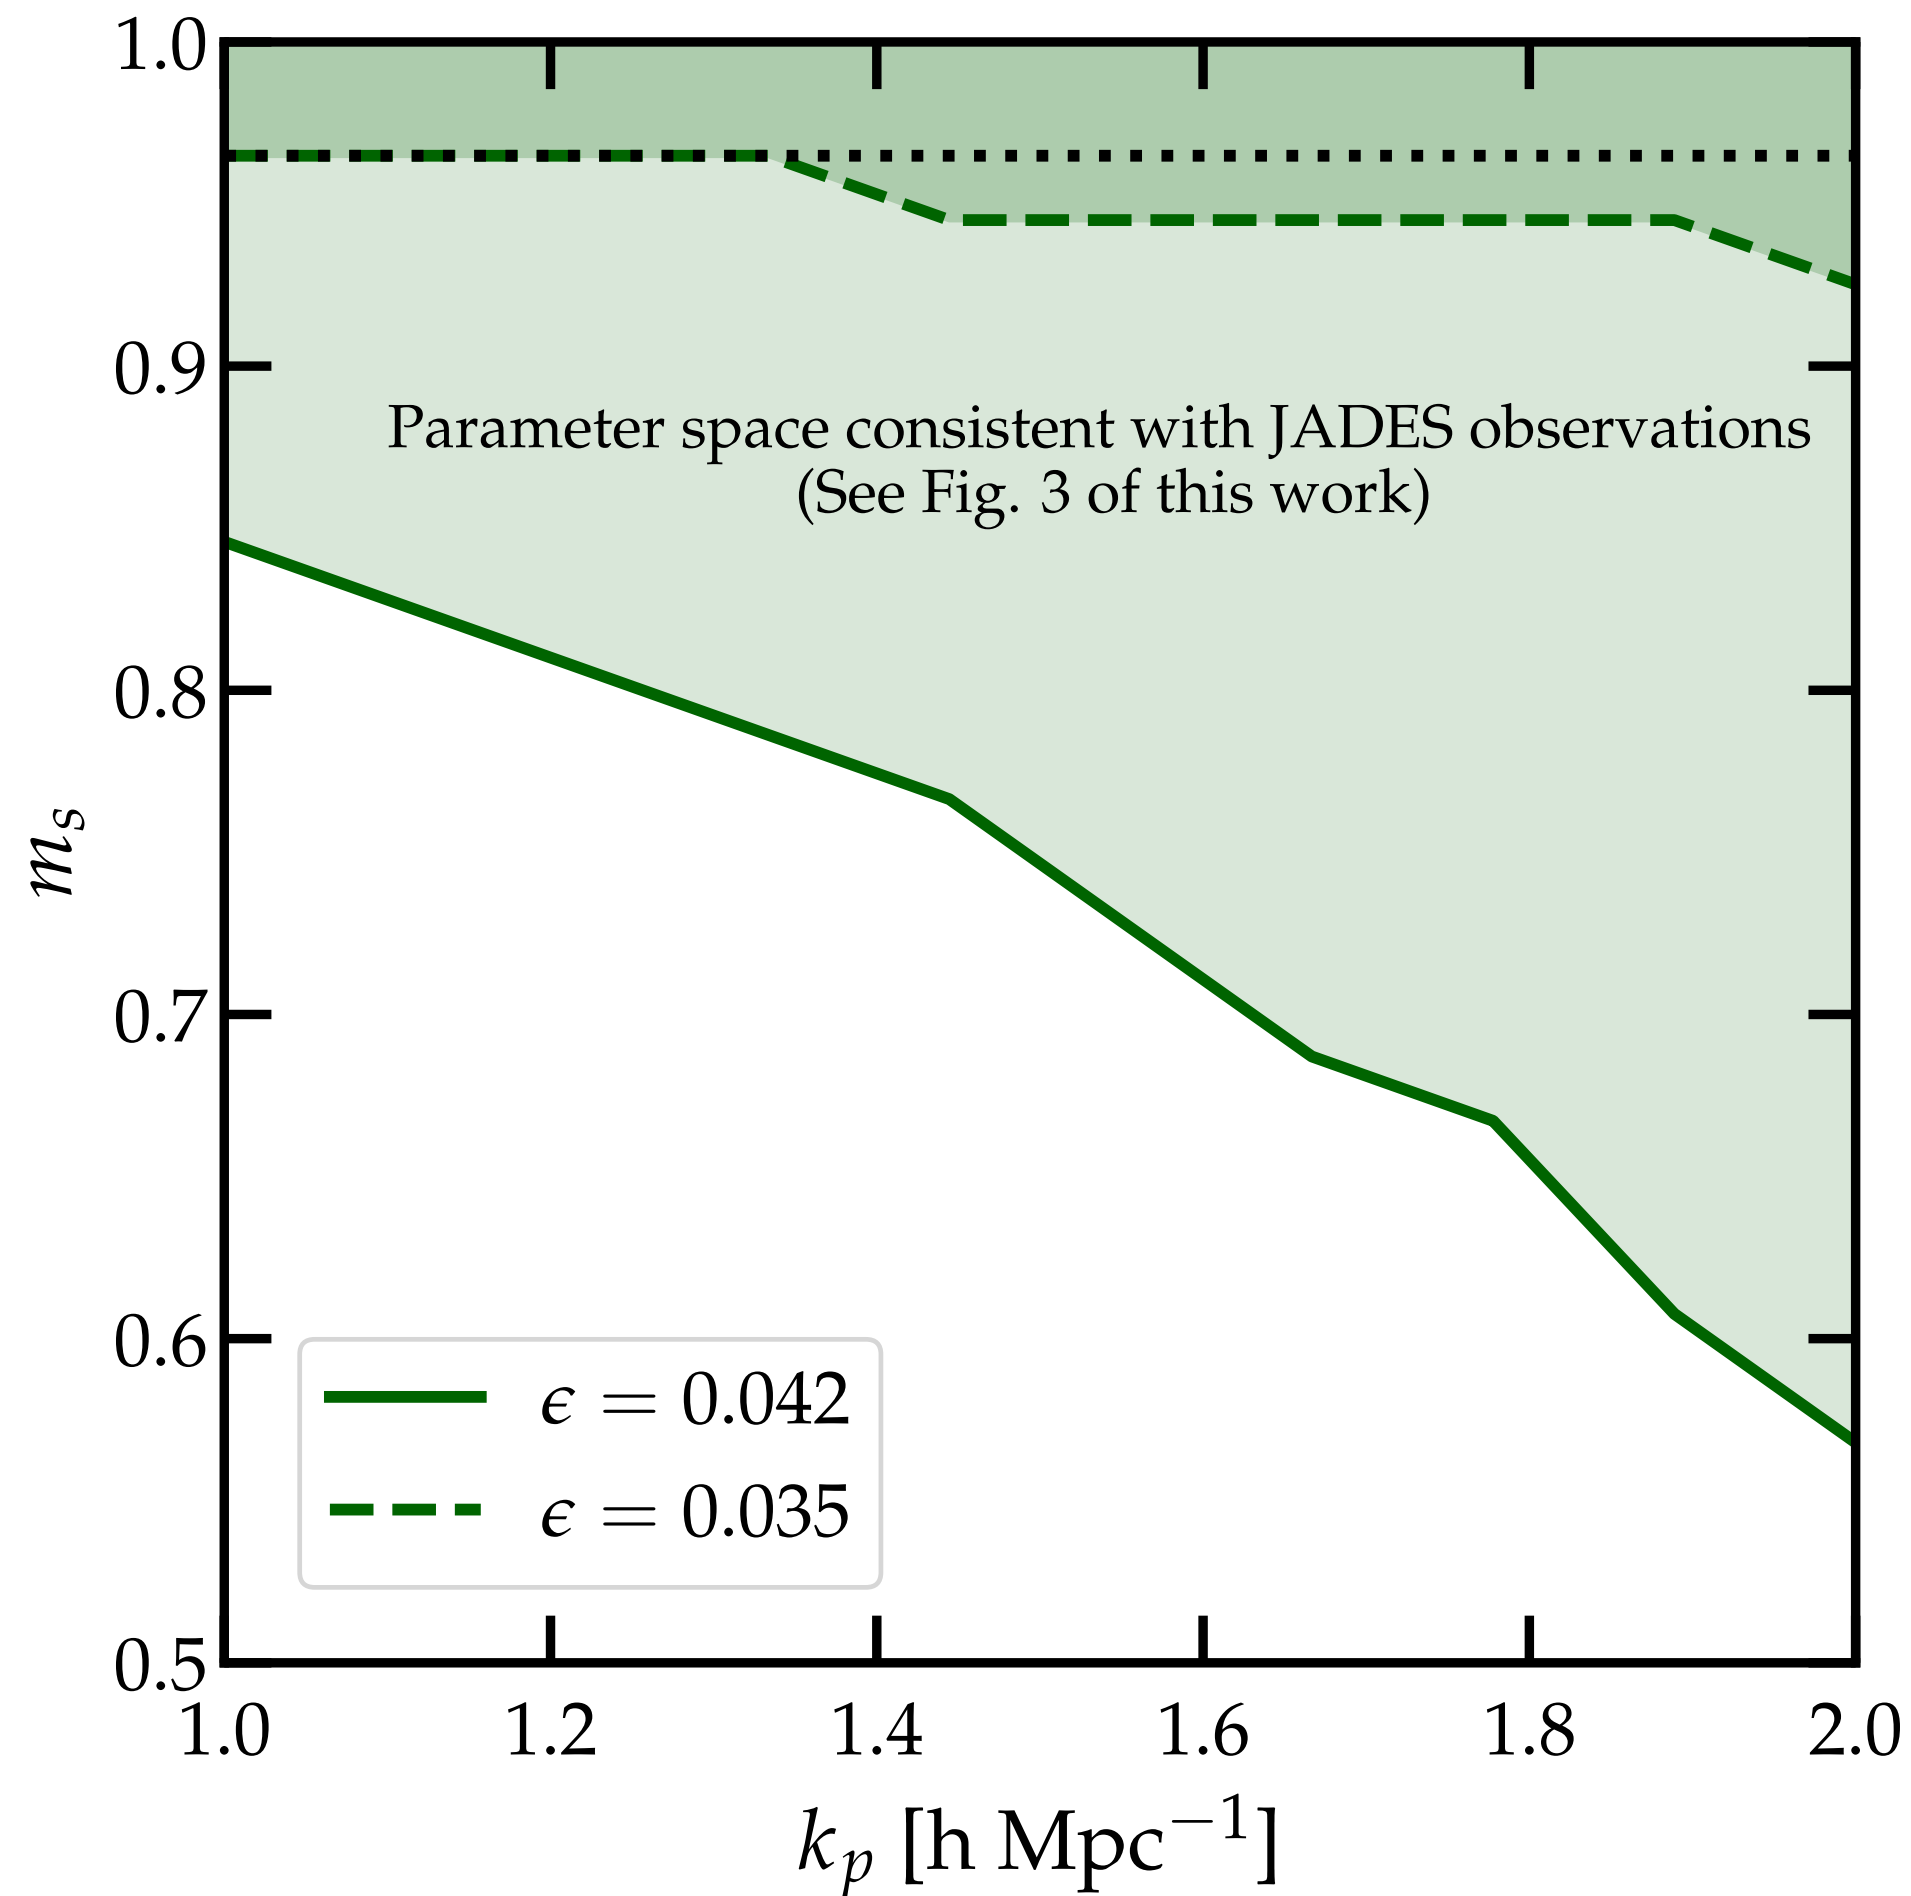 1.0
0.9
Parameter space consistent with JADES observations
(See Fig. 3 of this work)
0.8
m_s
0.7
0.6
ϵ = 0.042
ϵ = 0.035
0.5
1.0 1.2 1.4 1.6 1.8 2.0
k_p [h Mpc⁻¹]